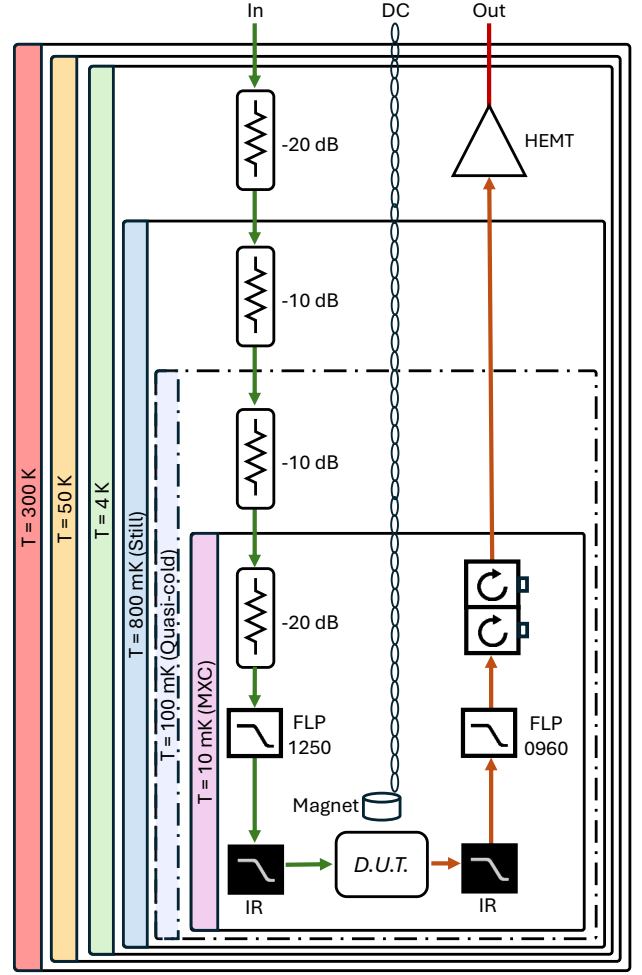 In
DC
Out
-20 dB
HEMT
-10 dB
-10 dB
T = 300 K
T = 50 K
T = 4 K
T = 800 mK (Still)
T = 100 mK (Quasi-cold)
T = 10 mK (MXC)
-20 dB
FLP
1250
FLP
0960
Magnet
D.U.T.
IR
IR